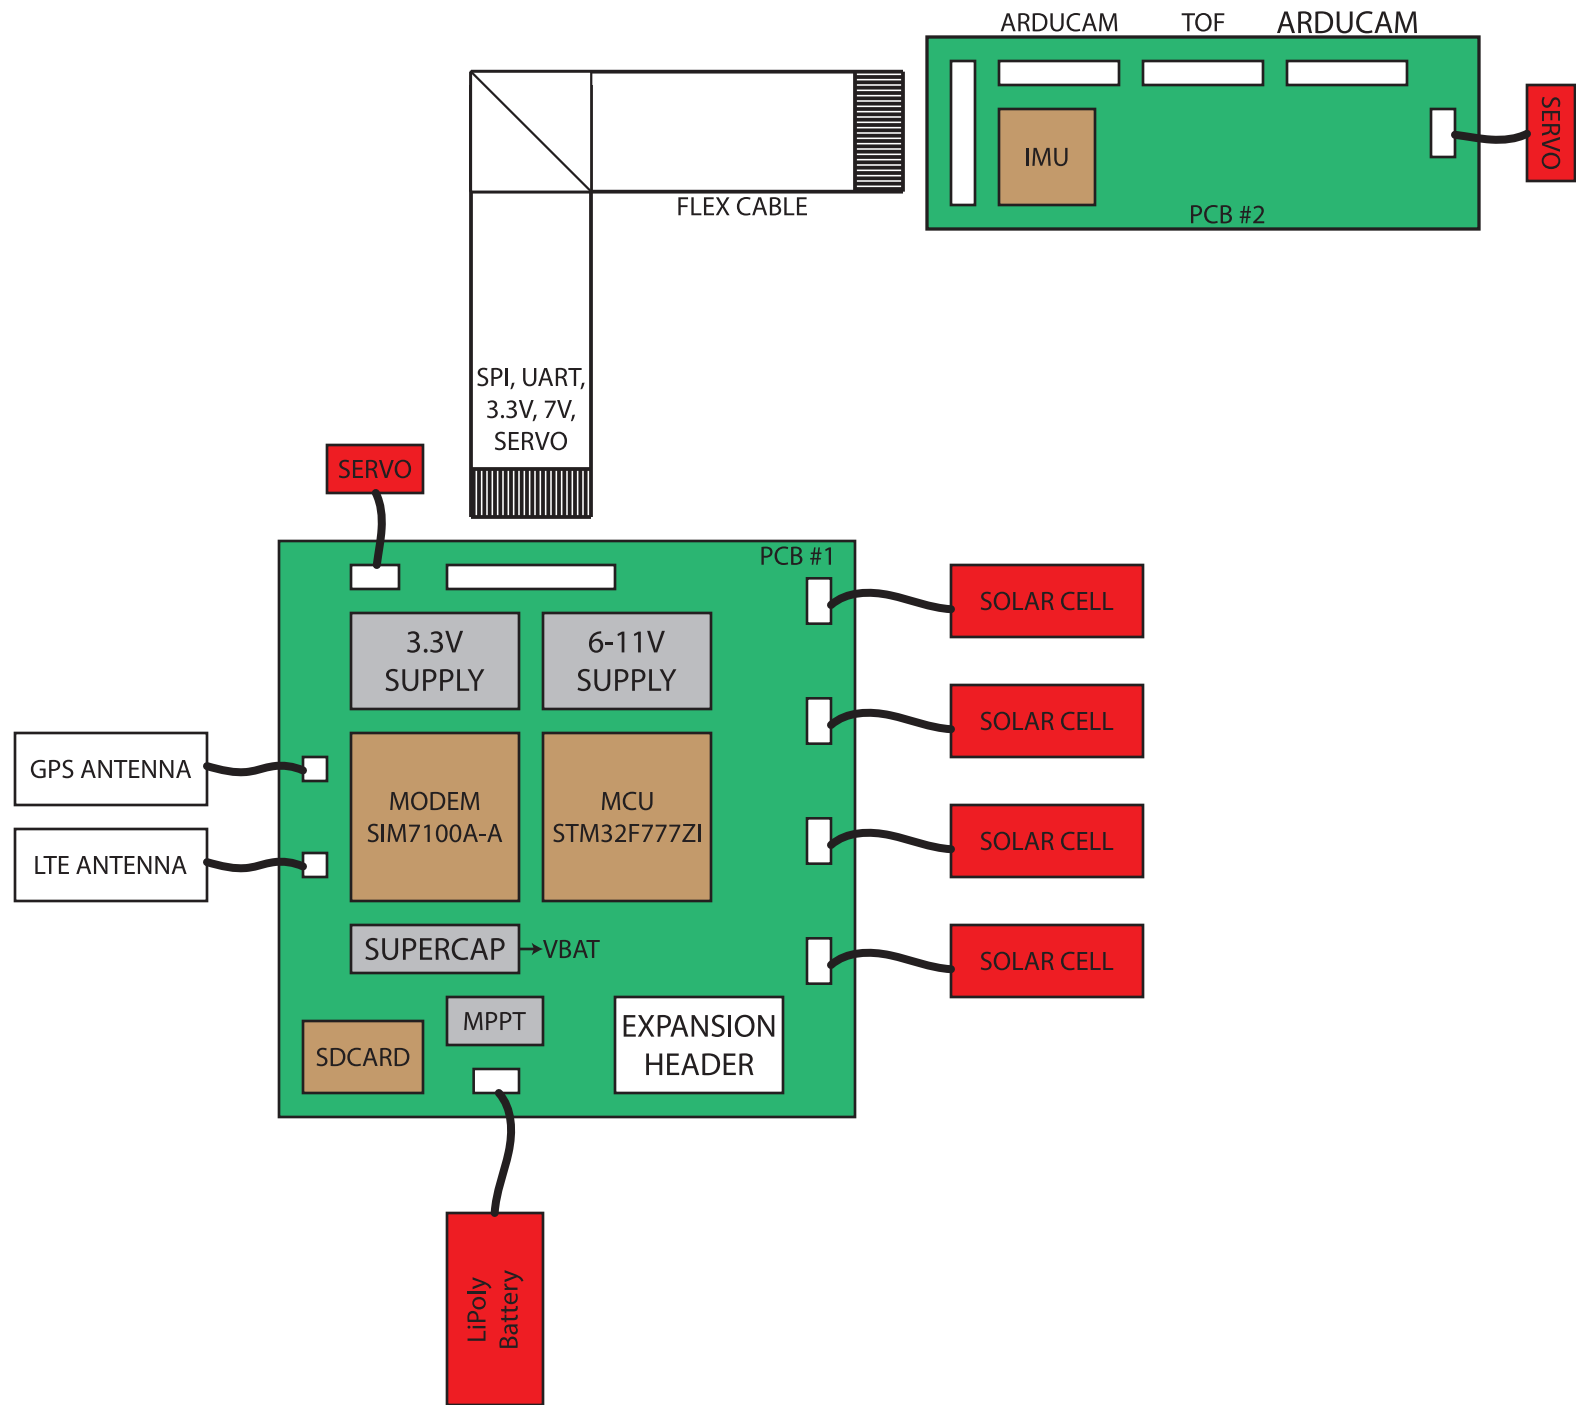 ARDUCAM
TOF
ARDUCAM
SERVO
IMU
PCB #2
FLEX CABLE
SPI, UART,
3.3V, 7V,
SERVO
SERVO
PCB #1
3.3V
SUPPLY
6-11V
SUPPLY
SOLAR CELL
SOLAR CELL
GPS ANTENNA
MODEM
SIM7100A-A
MCU
STM32F777ZI
SOLAR CELL
LTE ANTENNA
SUPERCAP
VBAT
SOLAR CELL
MPPT
SDCARD
EXPANSION
HEADER
LiPoly
Battery